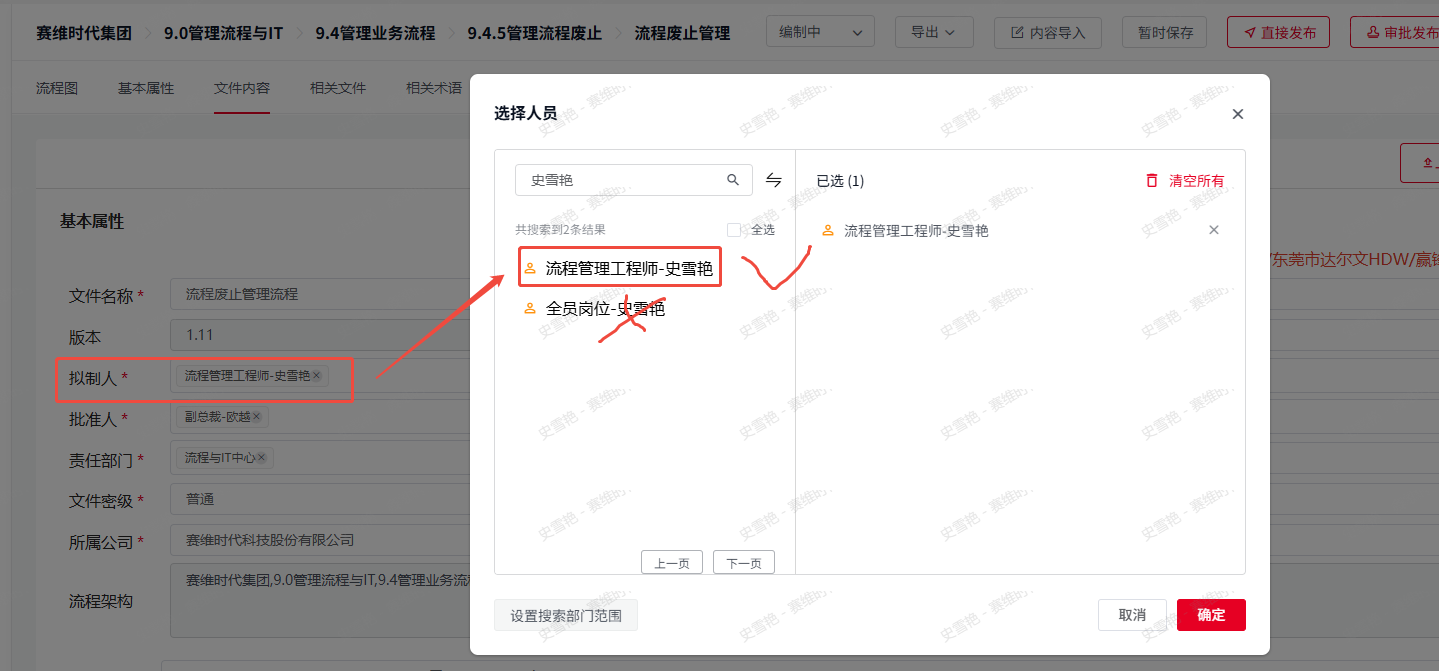 赛维时代集团 > 9.0管理流程与IT > 9.4管理业务流程 > 9.4.5管理流程废止 > 流程废止管理 编制中 导出 内容导入 暂时保存 直接发布 审批发布
流程图 基本属性 文件内容 相关文件 相关术语
选择人员
史雪艳
已选 (1)
清空所有
共搜索到2条结果
全选
流程管理工程师-史雪艳
流程管理工程师-史雪艳
全员岗位-史雪艳
上一页 下一页
设置搜索部门范围
取消 确定
基本属性
/东莞市达尔文HDW/赢
文件名称 * 流程废止管理流程
版本 1.11
拟制人 * 流程管理工程师-史雪艳
批准人 * 副总裁-欧越
责任部门 * 流程与IT中心
文件密级 * 普通
所属公司 * 赛维时代科技股份有限公司
流程架构 赛维时代集团,9.0管理流程与IT,9.4管理业务流